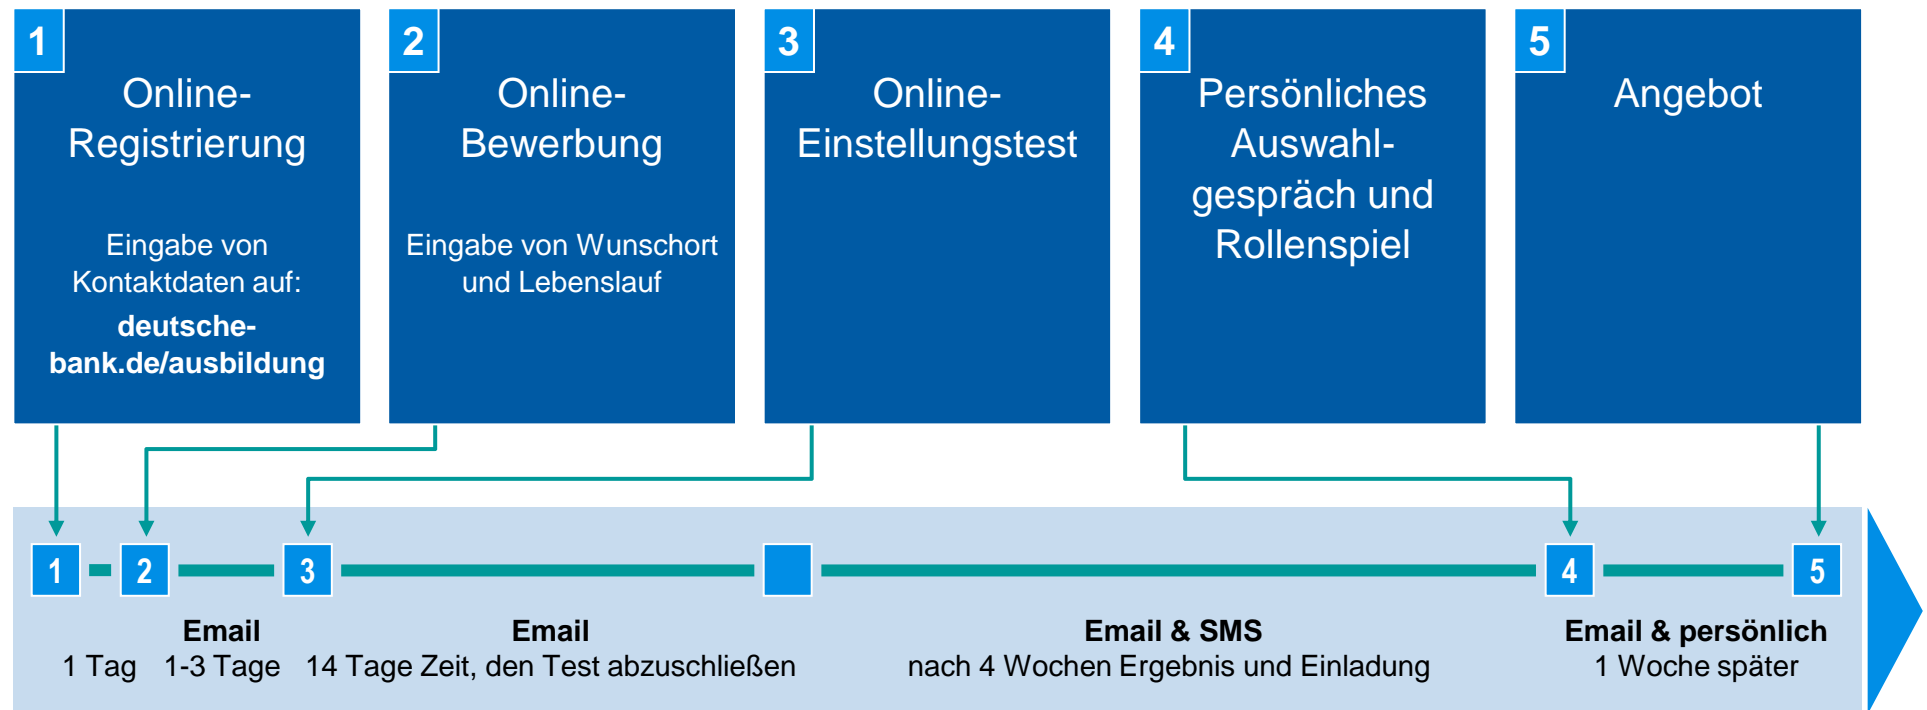 1
Online-
Registrierung
Eingabe von
Kontaktdaten auf:
deutsche-
bank.de/ausbildung
2
Online-
Bewerbung
Eingabe von Wunschort
und Lebenslauf
3
Online-
Einstellungstest
4
Persönliches
Auswahl-
gespräch und
Rollenspiel
5
Angebot
1
2
3
4
5
Email
Email
Email & SMS
Email & persönlich
1 Tag
1-3 Tage
14 Tage Zeit, den Test abzuschließen
nach 4 Wochen Ergebnis und Einladung
1 Woche später